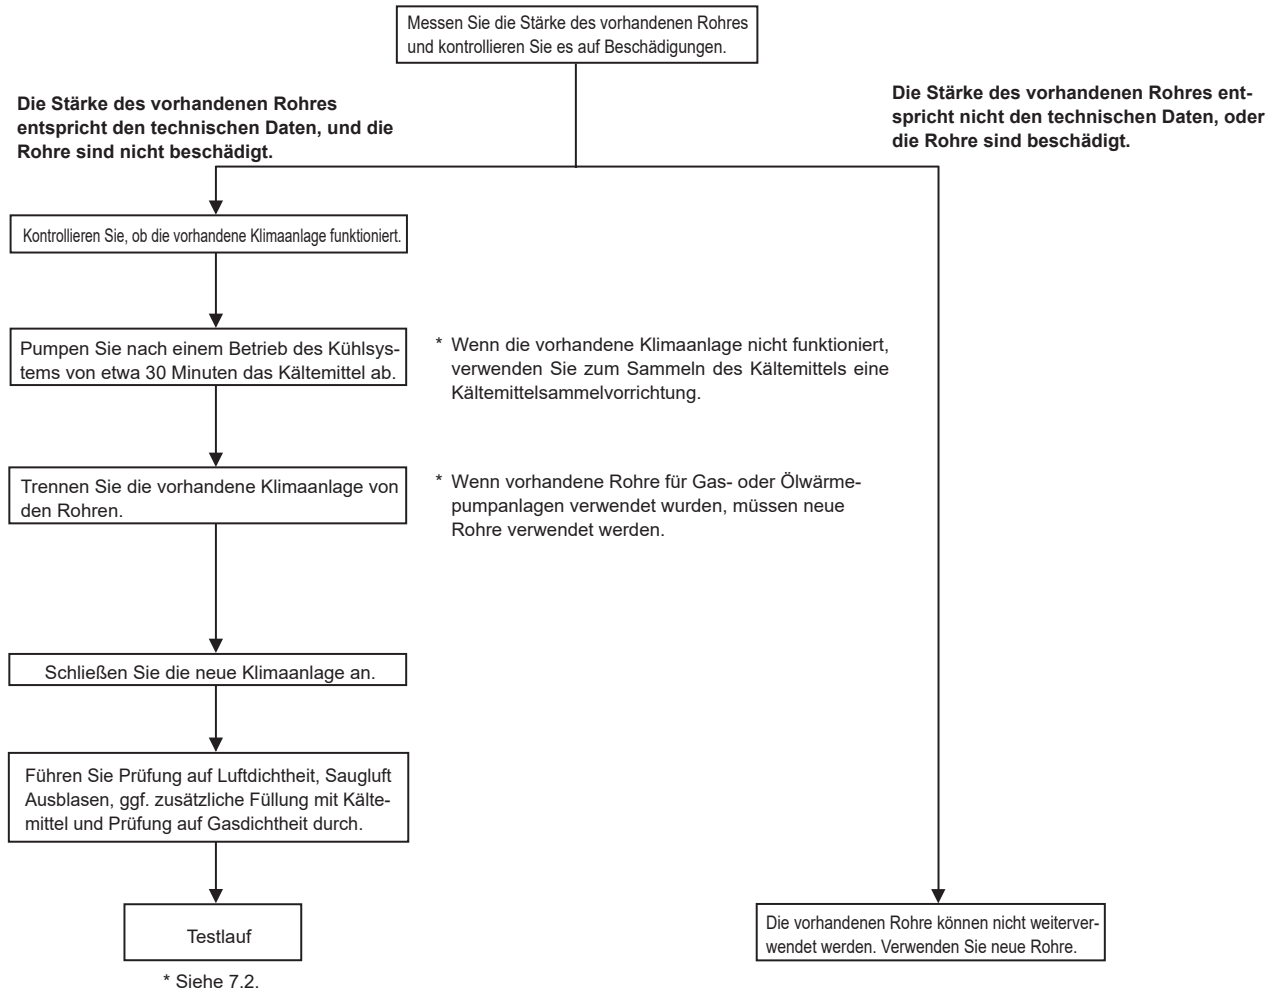 Messen Sie die Stärke des vorhandenen Rohres
und kontrollieren Sie es auf Beschädigungen.
Die Stärke des vorhandenen Rohres
entspricht den technischen Daten, und die
Rohre sind nicht beschädigt.
Die Stärke des vorhandenen Rohres ent-
spricht nicht den technischen Daten, oder
die Rohre sind beschädigt.
Kontrollieren Sie, ob die vorhandene Klimaanlage funktioniert.
Pumpen Sie nach einem Betrieb des Kühlsys-
tems von etwa 30 Minuten das Kältemittel ab.
* Wenn die vorhandene Klimaanlage nicht funktioniert,
verwenden Sie zum Sammeln des Kältemittels eine
Kältemittelsammelvorrichtung.
Trennen Sie die vorhandene Klimaanlage von
den Rohren.
* Wenn vorhandene Rohre für Gas- oder Ölwärme-
pumpanlagen verwendet wurden, müssen neue
Rohre verwendet werden.
Schließen Sie die neue Klimaanlage an.
Führen Sie Prüfung auf Luftdichtheit, Saugluft
Ausblasen, ggf. zusätzliche Füllung mit Kälte-
mittel und Prüfung auf Gasdichtheit durch.
Testlauf
* Siehe 7.2.
Die vorhandenen Rohre können nicht weiterver-
wendet werden. Verwenden Sie neue Rohre.